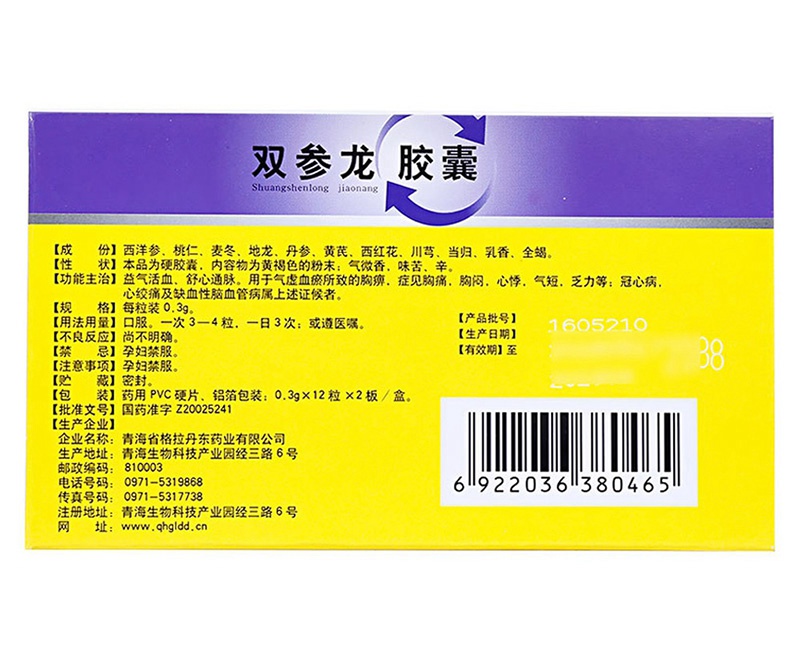 双参龙胶囊
Shuangshenlong jiaonang
【成 份】西洋参、桃仁、麦冬、地龙、丹参、黄芪、西红花、川芎、当归、乳香、全蝎。
【性 状】本品为硬胶囊，内容物为黄褐色的粉末；气微香，味苦、辛。
【功能主治】益气活血、舒心通脉。用于气虚血瘀所致的胸痹，症见胸痛，胸闷，心悸，气短，乏力等；冠心病，
心绞痛及缺血性脑血管病属上述证候者。
【规 格】每粒装0.3g。
【用法用量】口服。一次3—4粒，一日3次；或遵医嘱。
【不良反应】尚不明确。
【禁 忌】孕妇禁服。
【注意事项】孕妇禁服。
【贮 藏】密封。
【包 装】药用PVC硬片、铝箔包装；0.3g×12粒×2板／盒。
【批准文号】国药准字Z20025241
【生产企业】
企业名称：青海省格拉丹东药业有限公司
生产地址：青海生物科技产业园经三路6号
邮政编码：810003
电话号码：0971-5319868
传真号码：0971-5317738
注册地址：青海生物科技产业园经三路6号
网 址：www.qhgldd.cn
【产品批号】1605210
【生产日期】
【有效期】至
6 922036 380465